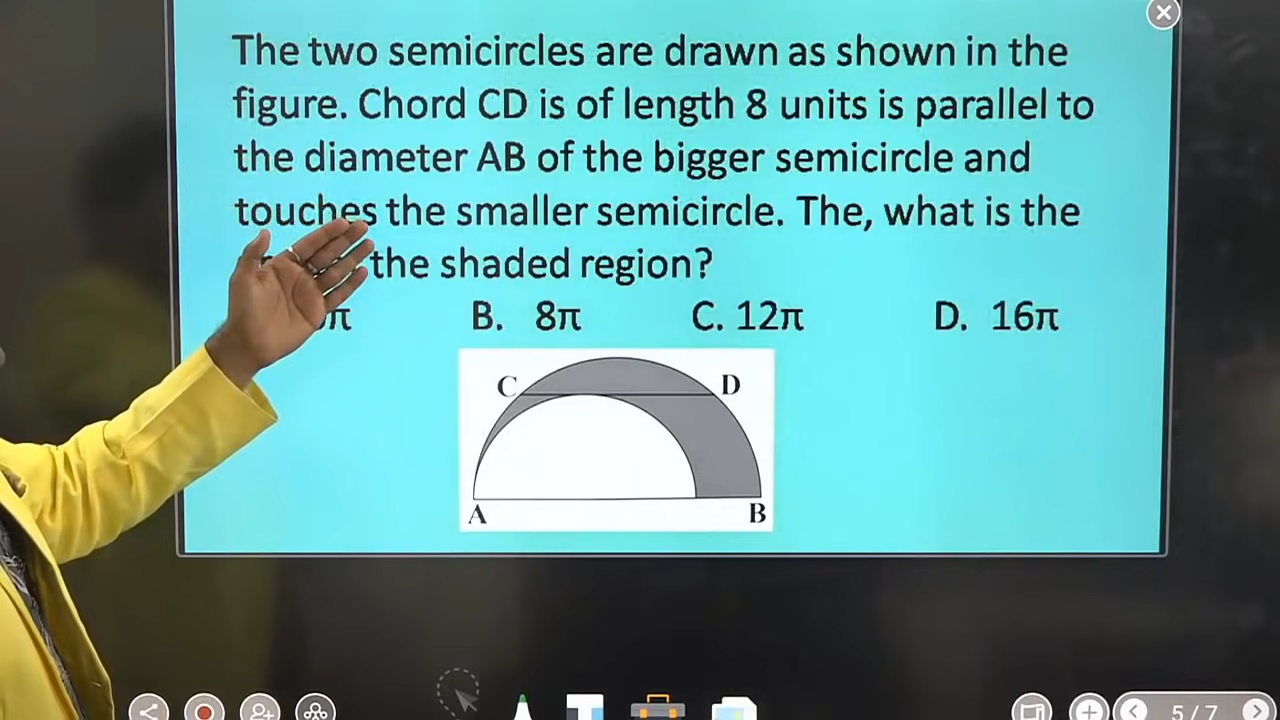 The two semicircles are drawn as shown in the
figure. Chord CD is of length 8 units is parallel to
the diameter AB of the bigger semicircle and
touches the smaller semicircle. The, what is the
the shaded region?
π B. 8π C. 12π D. 16π
C D
A B
5/7